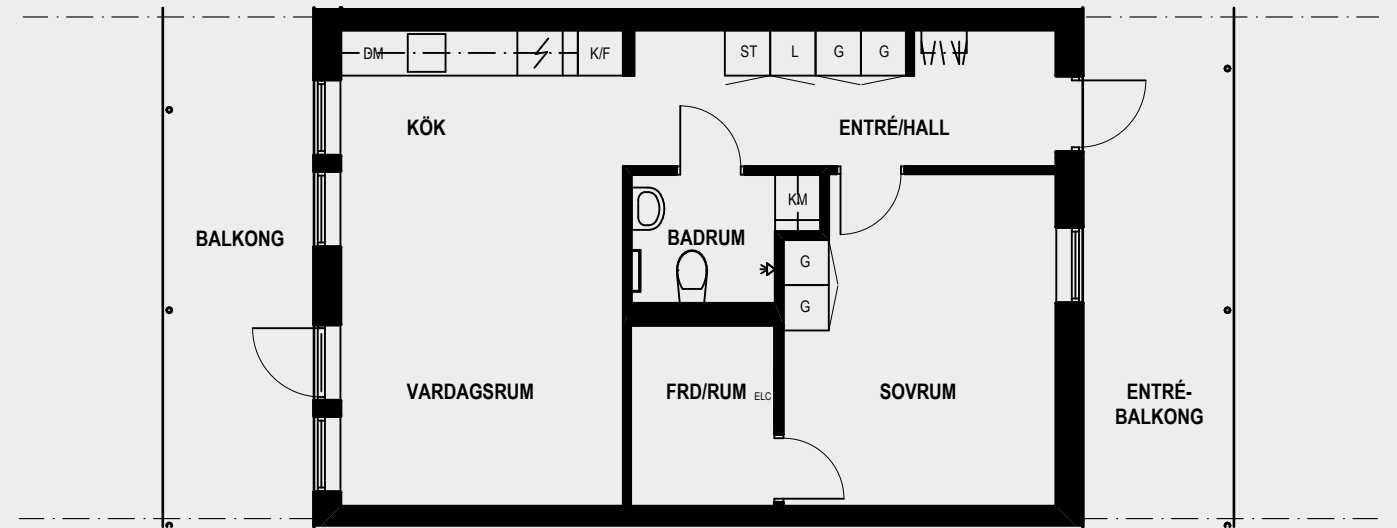 DM
K/F
ST
L
G
G
KÖK
ENTRÉ/HALL
KM
BALKONG
BADRUM
G
G
VARDAGSRUM
FRD/RUM
ELC
SOVRUM
ENTRÉ-
BALKONG